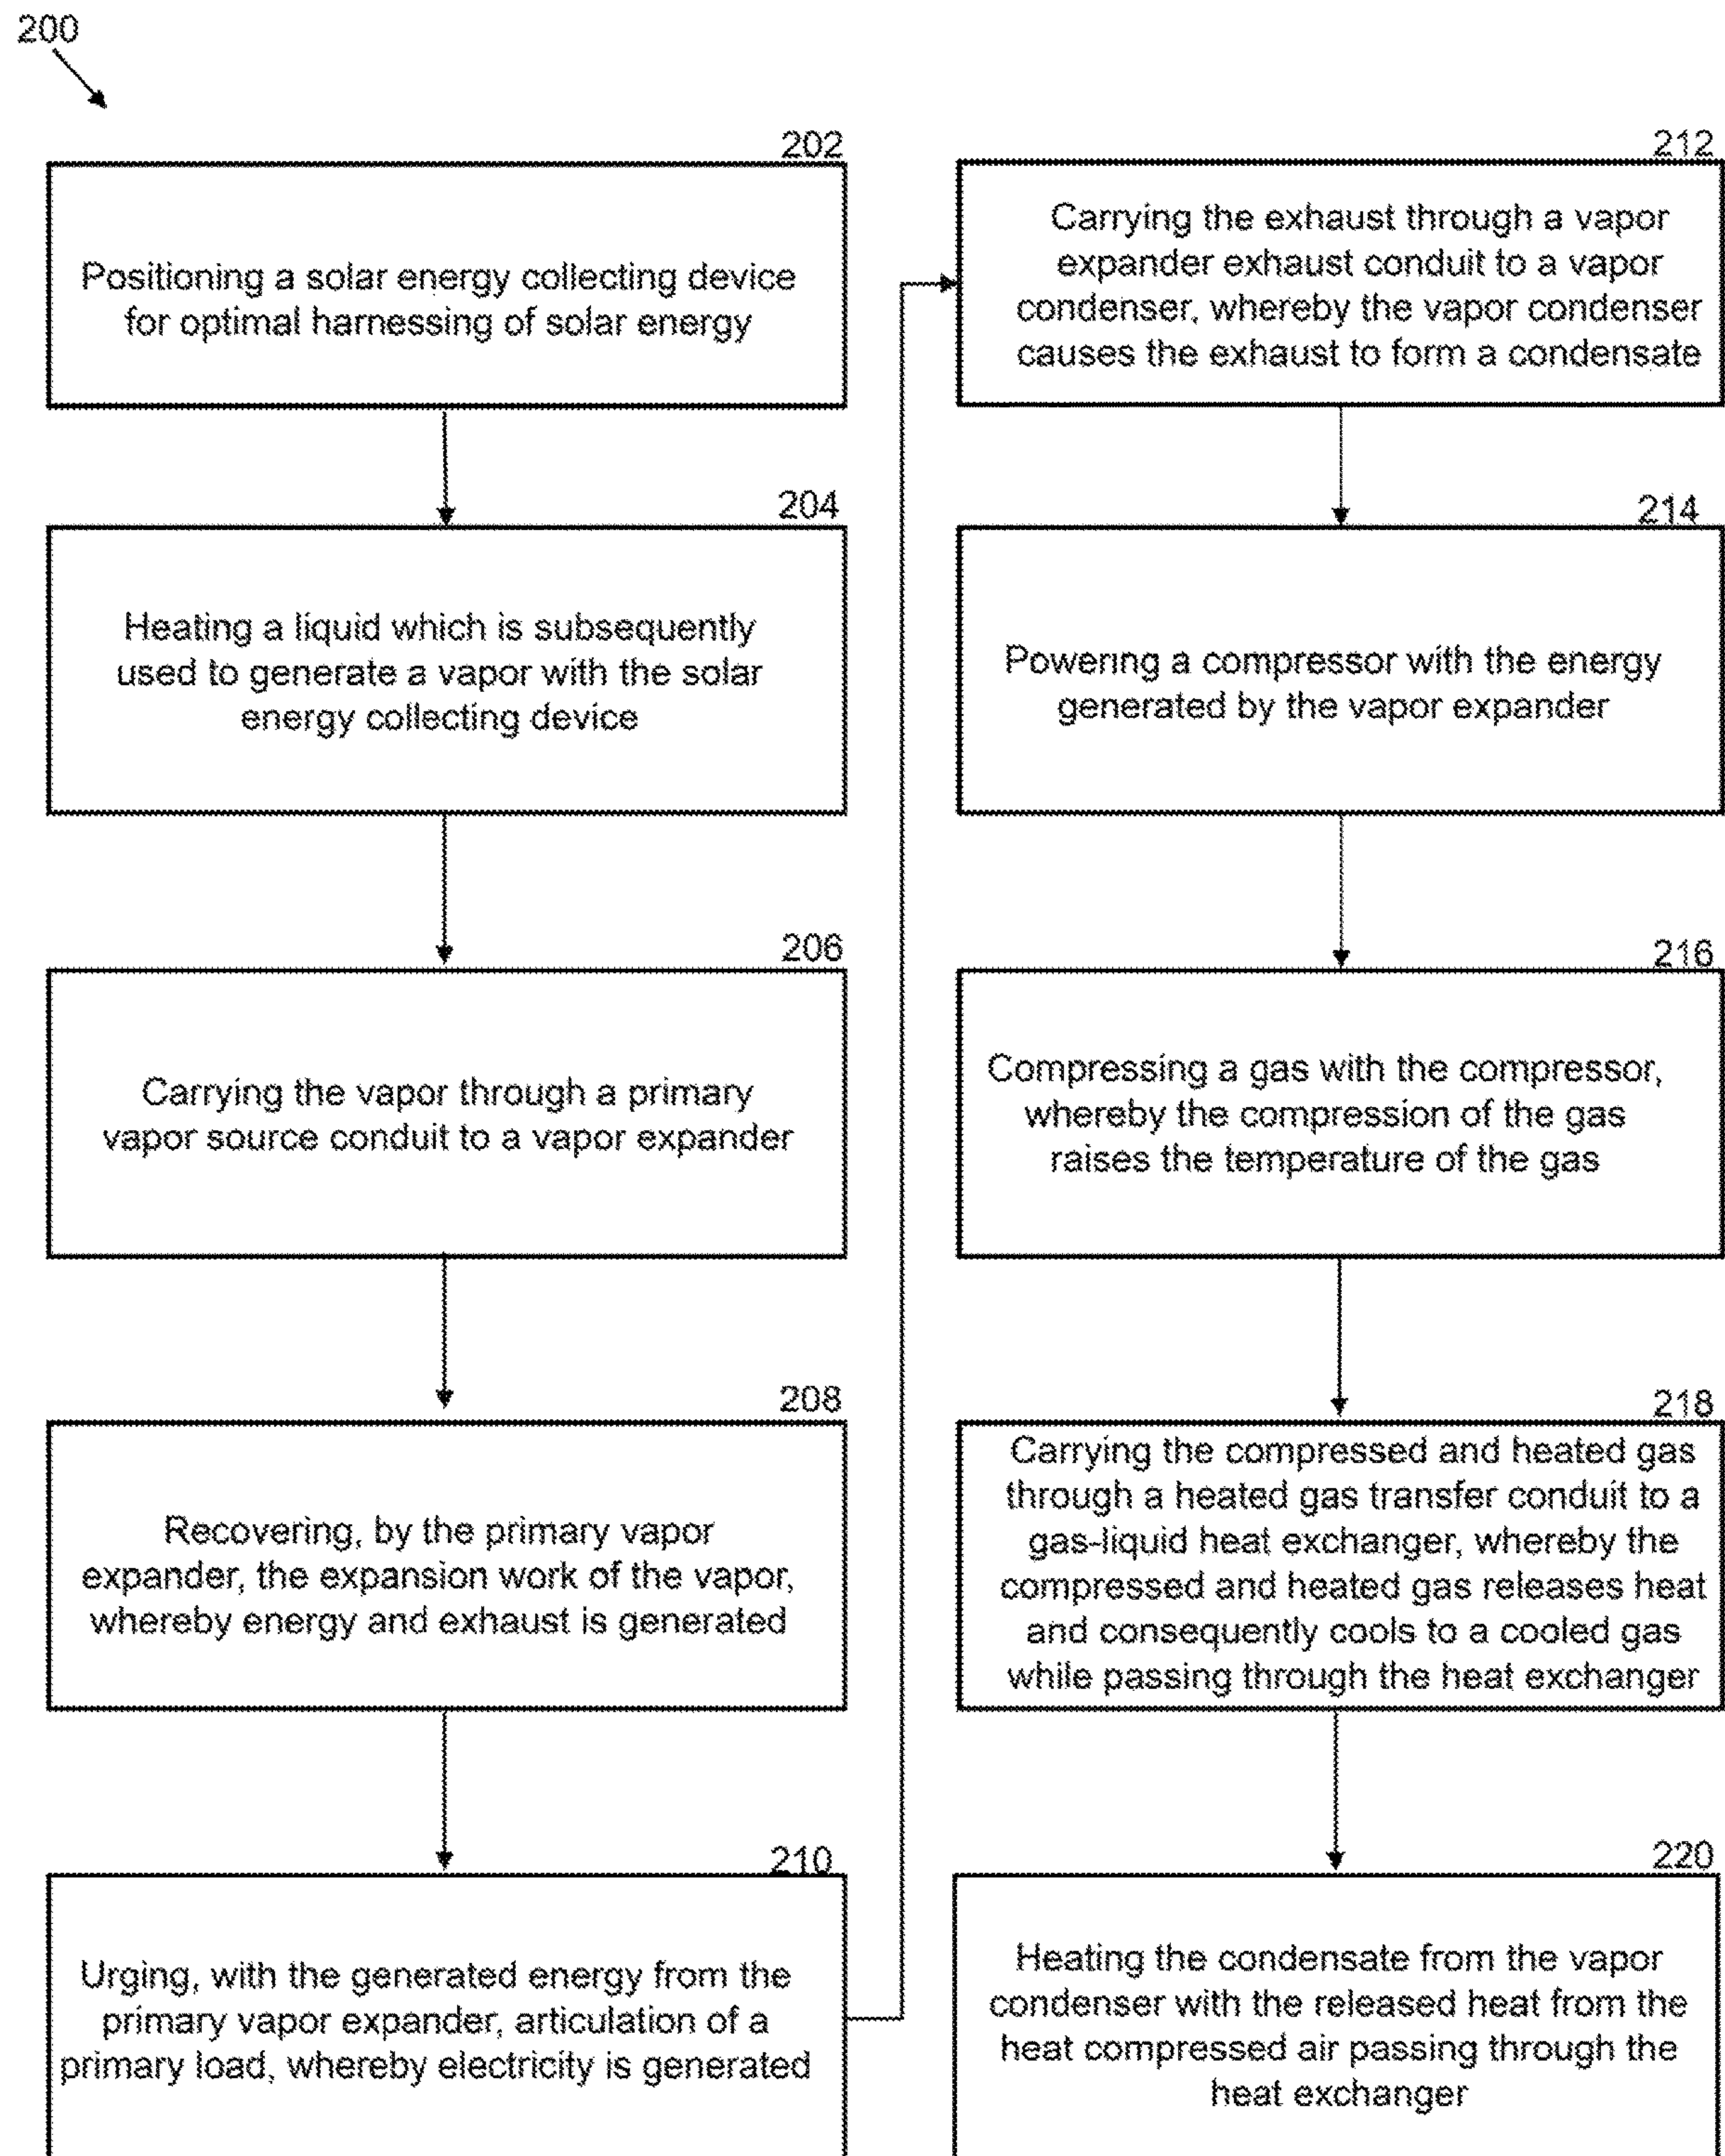 200
202
Positioning a solar energy collecting device
for optimal harnessing of solar energy
204
Heating a liquid which is subsequently
used to generate a vapor with the solar
energy collecting device
206
Carrying the vapor through a primary
vapor source conduit to a vapor expander
208
Recovering, by the primary vapor
expander, the expansion work of the vapor,
whereby energy and exhaust is generated
210
Urging, with the generated energy from the
primary vapor expander, articulation of a
primary load, whereby electricity is generated
212
Carrying the exhaust through a vapor
expander exhaust conduit to a vapor
condenser, whereby the vapor condenser
causes the exhaust to form a condensate
214
Powering a compressor with the energy
generated by the vapor expander
216
Compressing a gas with the compressor,
whereby the compression of the gas
raises the temperature of the gas
218
Carrying the compressed and heated gas
through a heated gas transfer conduit to a
gas-liquid heat exchanger, whereby the
compressed and heated gas releases heat
and consequently cools to a cooled gas
while passing through the heat exchanger
220
Heating the condensate from the vapor
condenser with the released heat from the
heat compressed air passing through the
heat exchanger